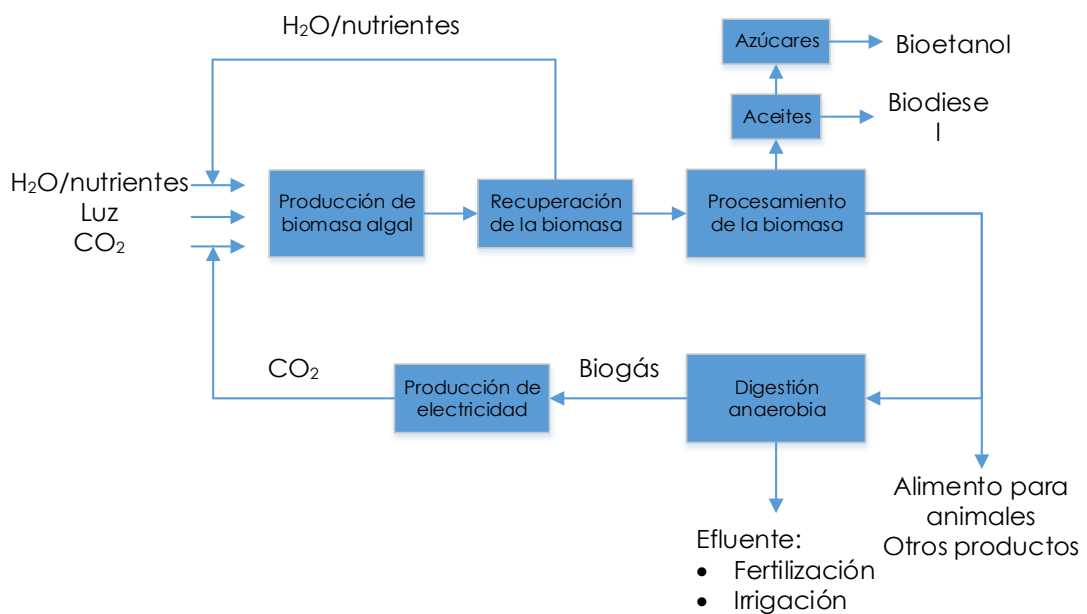 H₂O/nutrientes
Azúcares
Bioetanol
Aceites
Biodiese
l
H₂O/nutrientes
Luz
CO₂
Producción de
biomasa algal
Recuperación
de la biomasa
Procesamiento
de la biomasa
CO₂
Producción de
electricidad
Biogás
Digestión
anaerobia
Alimento para
animales
Otros productos
Efluente:
• Fertilización
• Irrigación